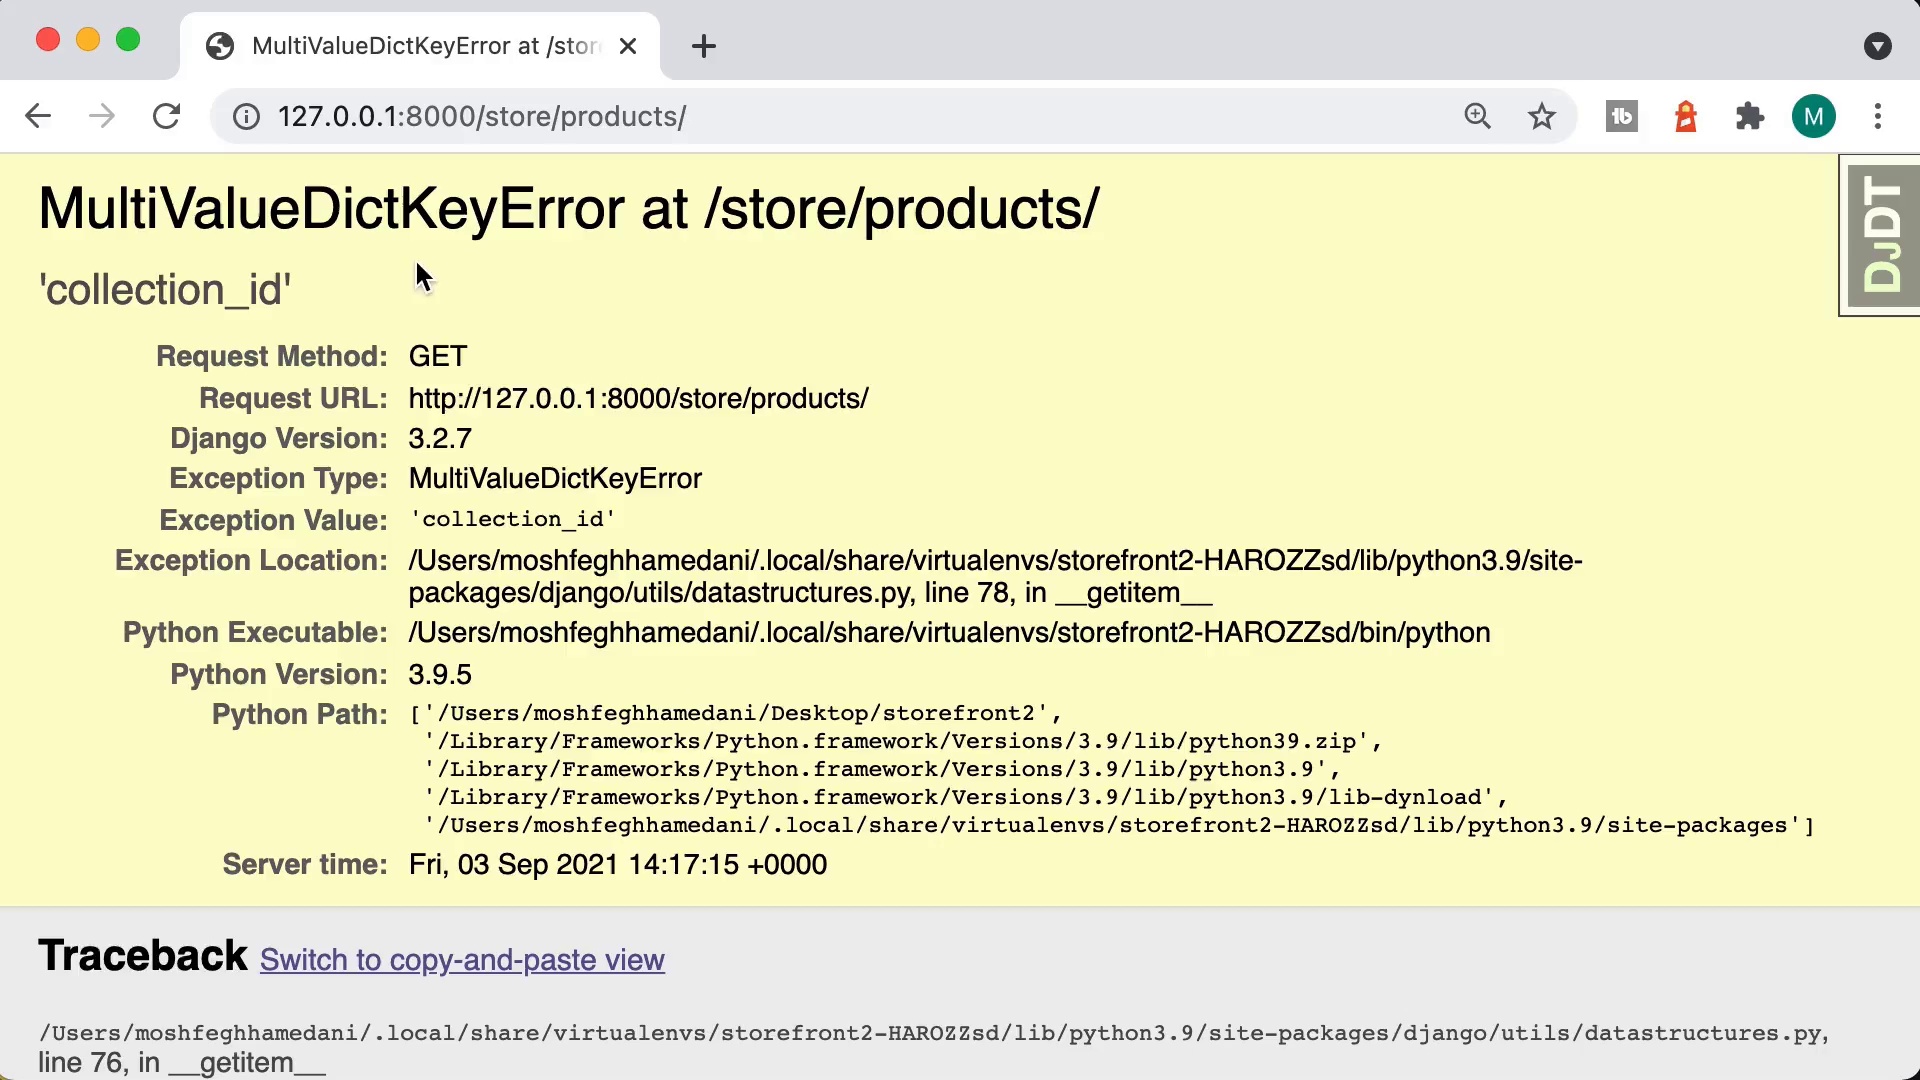 MultiValueDictKeyError at /stor
127.0.0.1:8000/store/products/
M
MultiValueDictKeyError at /store/products/
DJDT
'collection_id'
Request Method: GET
Request URL: http://127.0.0.1:8000/store/products/
Django Version: 3.2.7
Exception Type: MultiValueDictKeyError
Exception Value: 'collection_id'
Exception Location: /Users/moshfeghhamedani/.local/share/virtualenvs/storefront2-HAROZZsd/lib/python3.9/site-
packages/django/utils/datastructures.py, line 78, in __getitem__
Python Executable: /Users/moshfeghhamedani/.local/share/virtualenvs/storefront2-HAROZZsd/bin/python
Python Version: 3.9.5
Python Path: ['/Users/moshfeghhamedani/Desktop/storefront2',
'/Library/Frameworks/Python.framework/Versions/3.9/lib/python39.zip',
'/Library/Frameworks/Python.framework/Versions/3.9/lib/python3.9',
'/Library/Frameworks/Python.framework/Versions/3.9/lib/python3.9/lib-dynload',
'/Users/moshfeghhamedani/.local/share/virtualenvs/storefront2-HAROZZsd/lib/python3.9/site-packages']
Server time: Fri, 03 Sep 2021 14:17:15 +0000
Traceback Switch to copy-and-paste view
/Users/moshfeghhamedani/.local/share/virtualenvs/storefront2-HAROZZsd/lib/python3.9/site-packages/django/utils/datastructures.py,
line 76, in __getitem__